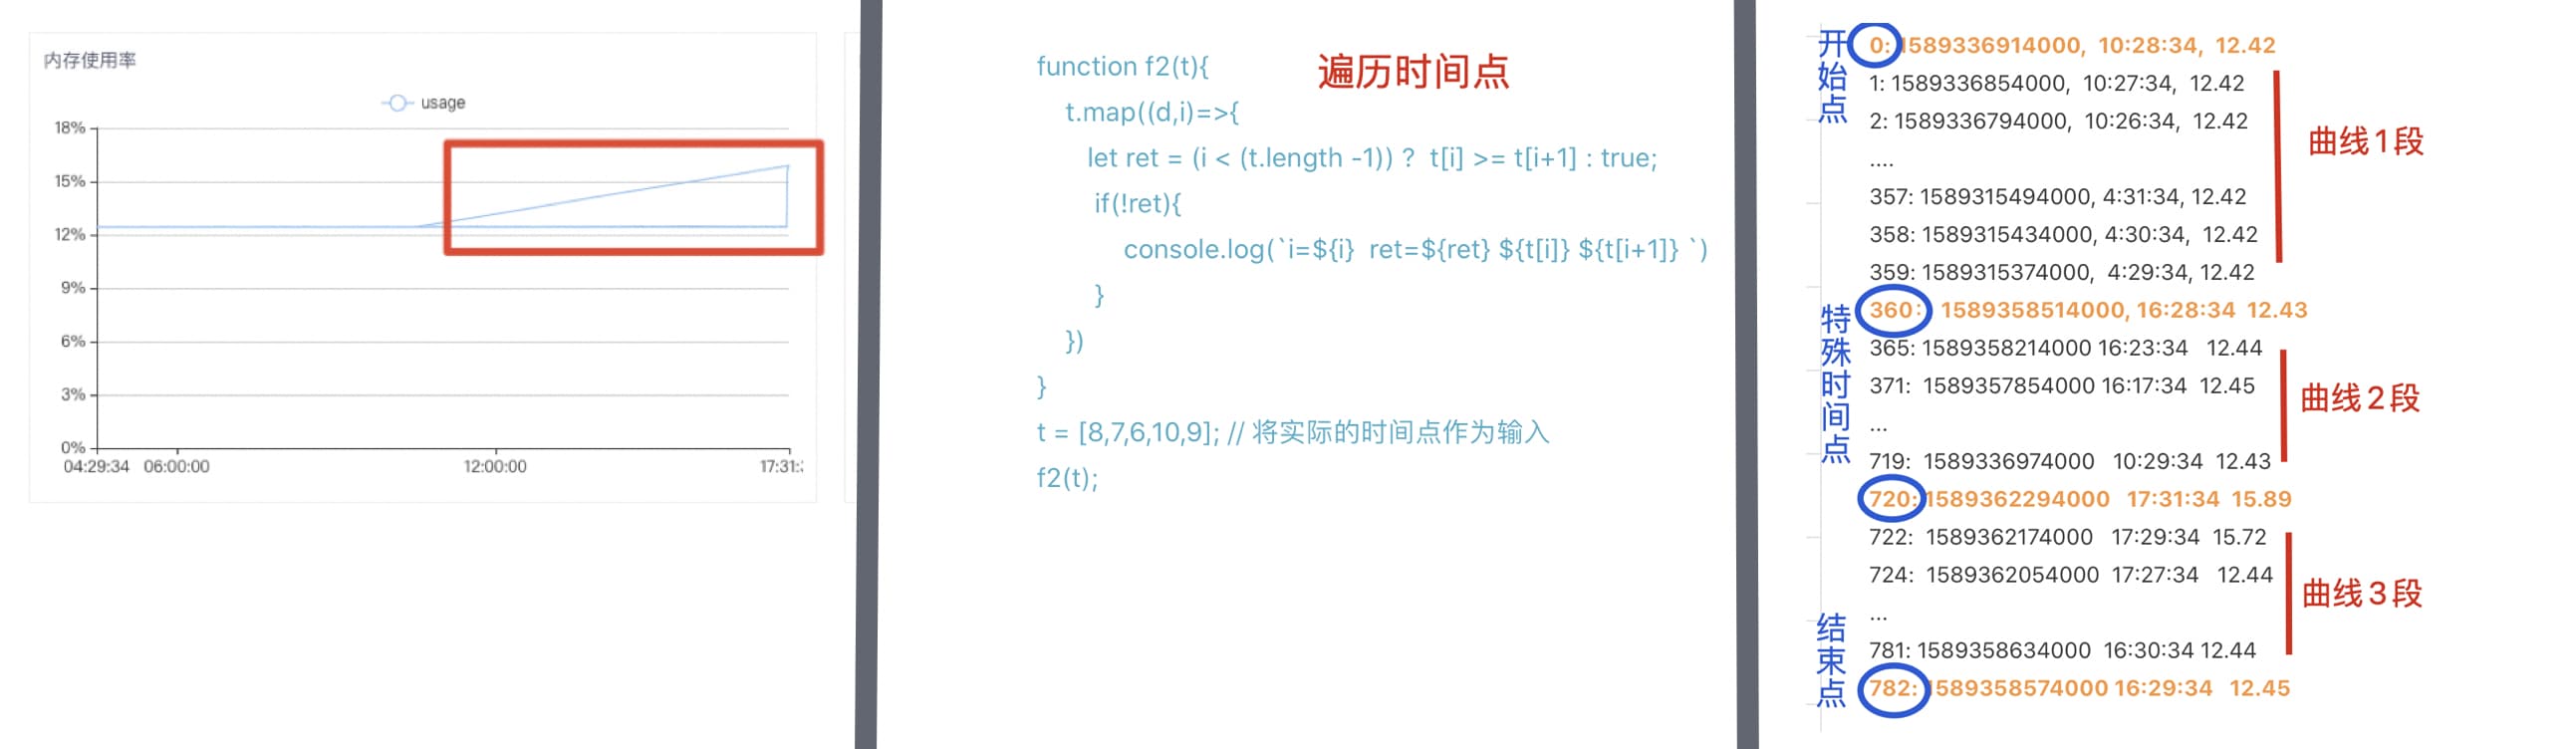 内存使用率
usage
18%
15%
12%
9%
6%
3%
0%
04:29:34 06:00:00 12:00:00 17:31:
遍历时间点
function f2(t){
t.map((d,i)=>{
let ret = (i < (t.length -1)) ? t[i] >= t[i+1] : true;
if(!ret){
console.log(`i=${i} ret=${ret} ${t[i]} ${t[i+1]} `)
}
})
}
t = [8,7,6,10,9]; // 将实际的时间点作为输入
f2(t);
开始点
0: 1589336914000, 10:28:34, 12.42
1: 1589336854000, 10:27:34, 12.42
2: 1589336794000, 10:26:34, 12.42
....
357: 1589315494000, 4:31:34, 12.42
358: 1589315434000, 4:30:34, 12.42
359: 1589315374000, 4:29:34, 12.42
曲线1段
特殊时间点
360: 1589358514000, 16:28:34 12.43
365: 1589358214000 16:23:34 12.44
371: 1589357854000 16:17:34 12.45
...
719: 1589336974000 10:29:34 12.43
曲线2段
720: 1589362294000 17:31:34 15.89
722: 1589362174000 17:29:34 15.72
724: 1589362054000 17:27:34 12.44
...
781: 1589358634000 16:30:34 12.44
曲线3段
结束点
782: 1589358574000 16:29:34 12.45